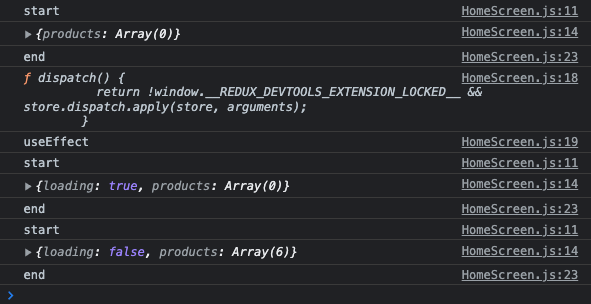 start HomeScreen.js:11
▶{products: Array(0)} HomeScreen.js:14
end HomeScreen.js:23
ƒ dispatch() { HomeScreen.js:18
return !window.__REDUX_DEVTOOLS_EXTENSION_LOCKED__ &&
store.dispatch.apply(store, arguments);
}
useEffect HomeScreen.js:19
start HomeScreen.js:11
▶{loading: true, products: Array(0)} HomeScreen.js:14
end HomeScreen.js:23
start HomeScreen.js:11
▶{loading: false, products: Array(6)} HomeScreen.js:14
end HomeScreen.js:23